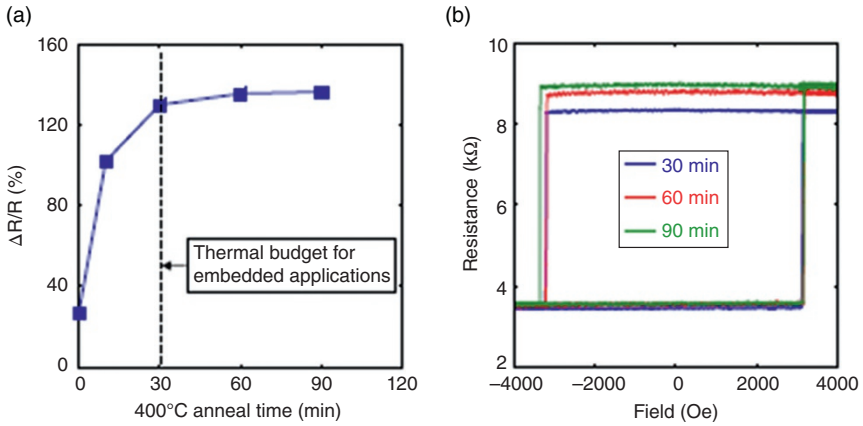 (a)
160
120
80
40
0
ΔR/R (%)
Thermal budget for
embedded applications
0 30 60 90 120
400°C anneal time (min)
(b)
10
8
6
4
2
Resistance (kΩ)
30 min
60 min
90 min
–4000 –2000 0 2000 4000
Field (Oe)